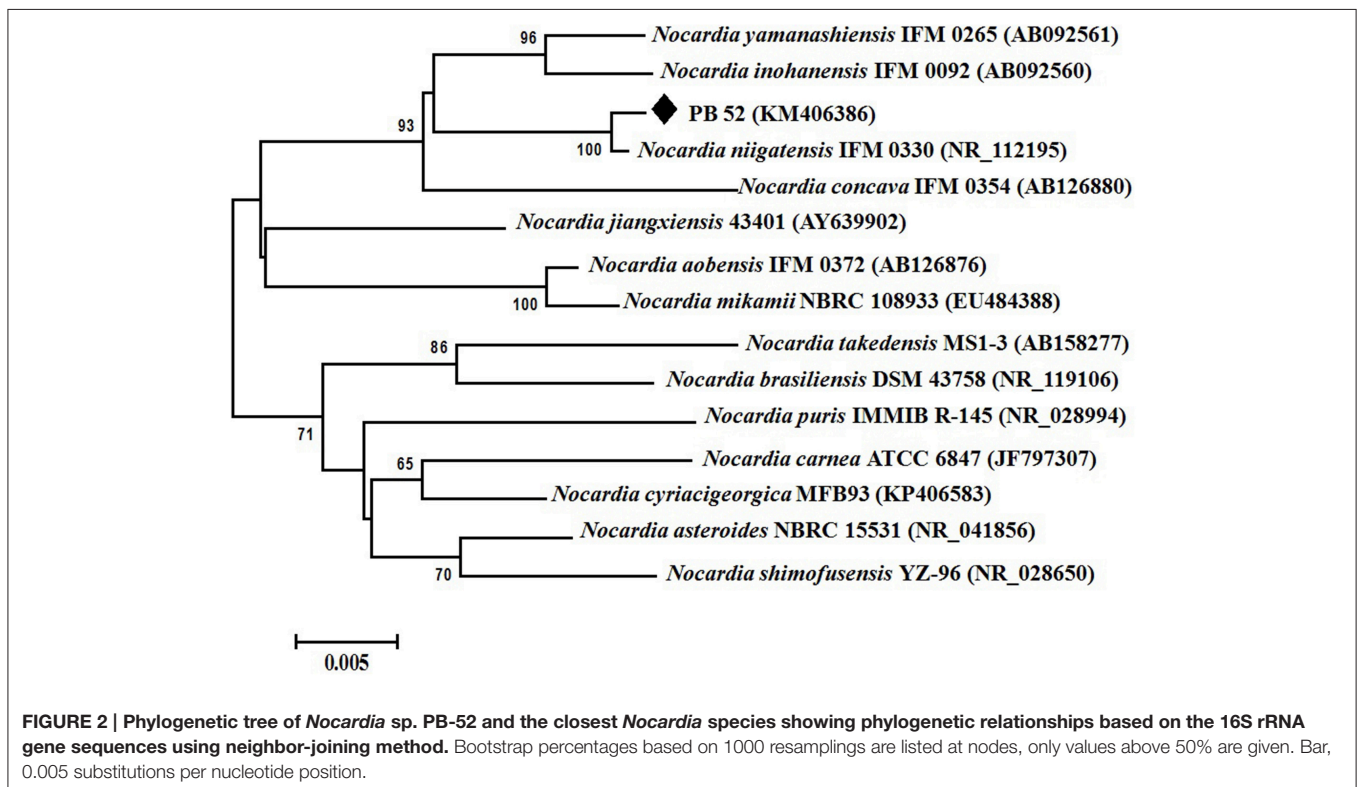 96
Nocardia yamanashiensis IFM 0265 (AB092561)
Nocardia inohanensis IFM 0092 (AB092560)
93
PB 52 (KM406386)
100
Nocardia niigatensis IFM 0330 (NR_112195)
Nocardia concava IFM 0354 (AB126880)
Nocardia jiangxiensis 43401 (AY639902)
Nocardia aobensis IFM 0372 (AB126876)
100
Nocardia mikamii NBRC 108933 (EU484388)
86
Nocardia takedensis MS1-3 (AB158277)
Nocardia brasiliensis DSM 43758 (NR_119106)
71
Nocardia puris IMMIB R-145 (NR_028994)
65
Nocardia carnea ATCC 6847 (JF797307)
Nocardia cyriacigeorgica MFB93 (KP406583)
Nocardia asteroides NBRC 15531 (NR_041856)
70
Nocardia shimofusensis YZ-96 (NR_028650)
0.005
FIGURE 2 | Phylogenetic tree of Nocardia sp. PB-52 and the closest Nocardia species showing phylogenetic relationships based on the 16S rRNA
gene sequences using neighbor-joining method. Bootstrap percentages based on 1000 resamplings are listed at nodes, only values above 50% are given. Bar,
0.005 substitutions per nucleotide position.